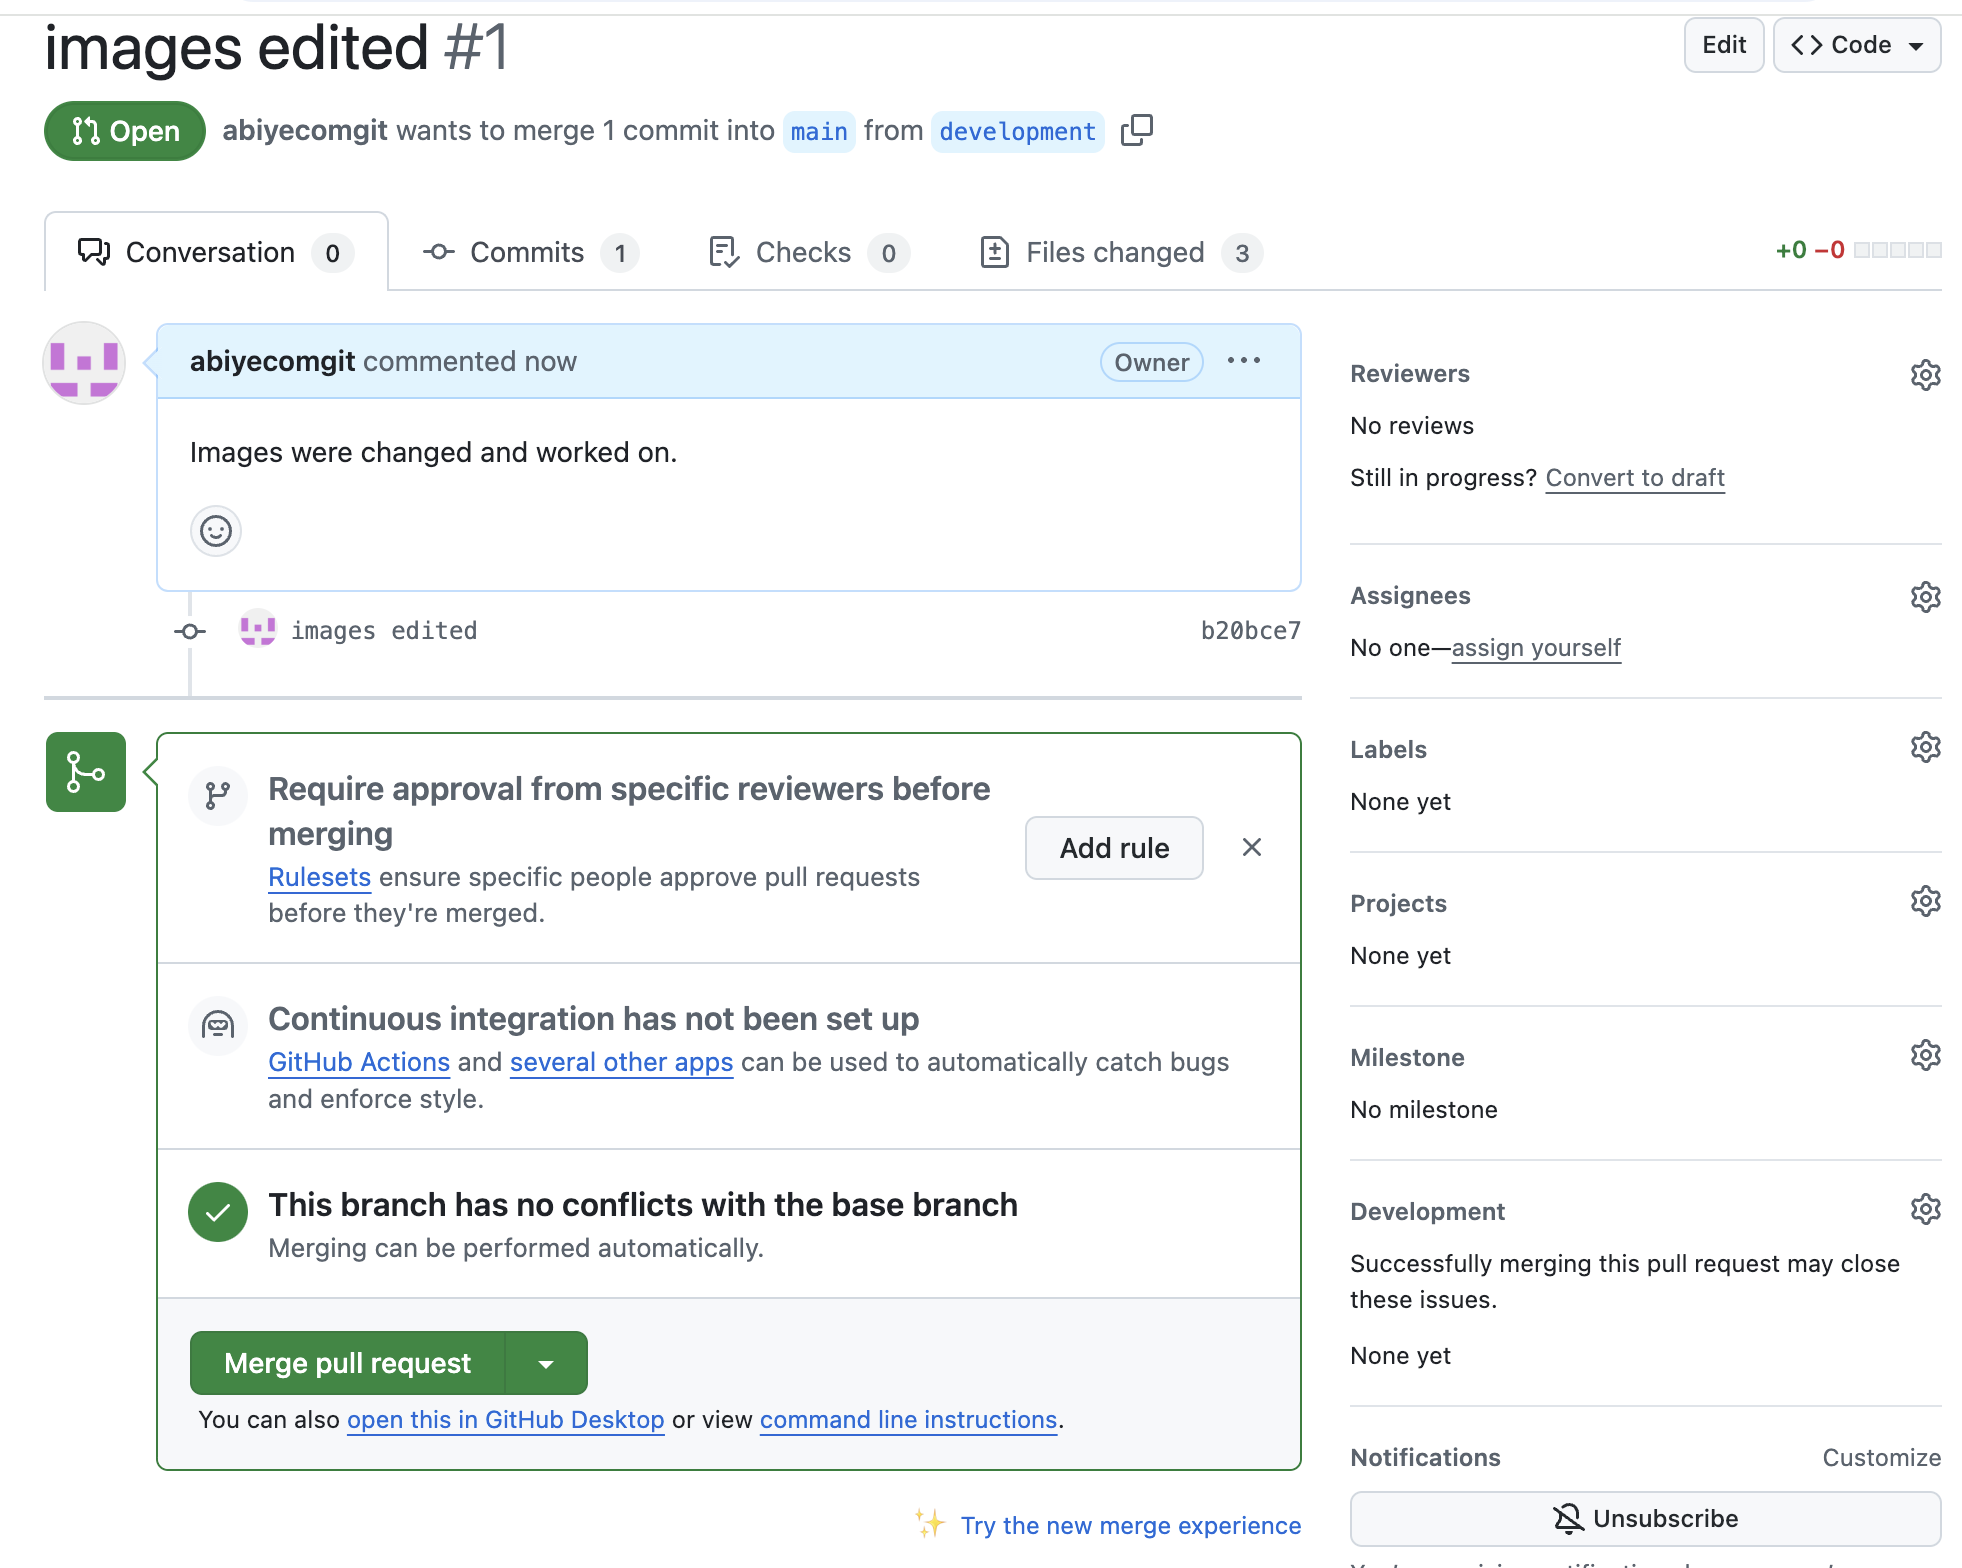 images edited #1
Edit
Code
Open
abiyecomgit wants to merge 1 commit into main from development
Conversation 0
Commits 1
Checks 0
Files changed 3
+0 −0
abiyecomgit commented now
Owner
Images were changed and worked on.
images edited
b20bce7
Require approval from specific reviewers before
merging
Rulesets ensure specific people approve pull requests
before they're merged.
Add rule
Continuous integration has not been set up
GitHub Actions and several other apps can be used to automatically catch bugs
and enforce style.
This branch has no conflicts with the base branch
Merging can be performed automatically.
Merge pull request
You can also open this in GitHub Desktop or view command line instructions.
Try the new merge experience
Reviewers
No reviews
Still in progress? Convert to draft
Assignees
No one—assign yourself
Labels
None yet
Projects
None yet
Milestone
No milestone
Development
Successfully merging this pull request may close
these issues.
None yet
Notifications
Customize
Unsubscribe